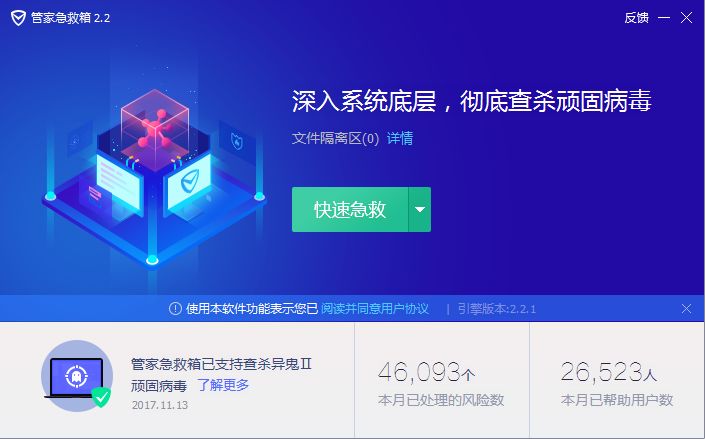 管家急救箱 2.2
反馈
深入系统底层，彻底查杀顽固病毒
文件隔离区(0) 详情
快速急救
使用本软件功能表示您已 阅读并同意用户协议 | 引擎版本:2.2.1
管家急救箱已支持查杀异鬼Ⅱ
顽固病毒 了解更多
2017.11.13
46,093个
本月已处理的风险数
26,523人
本月已帮助用户数